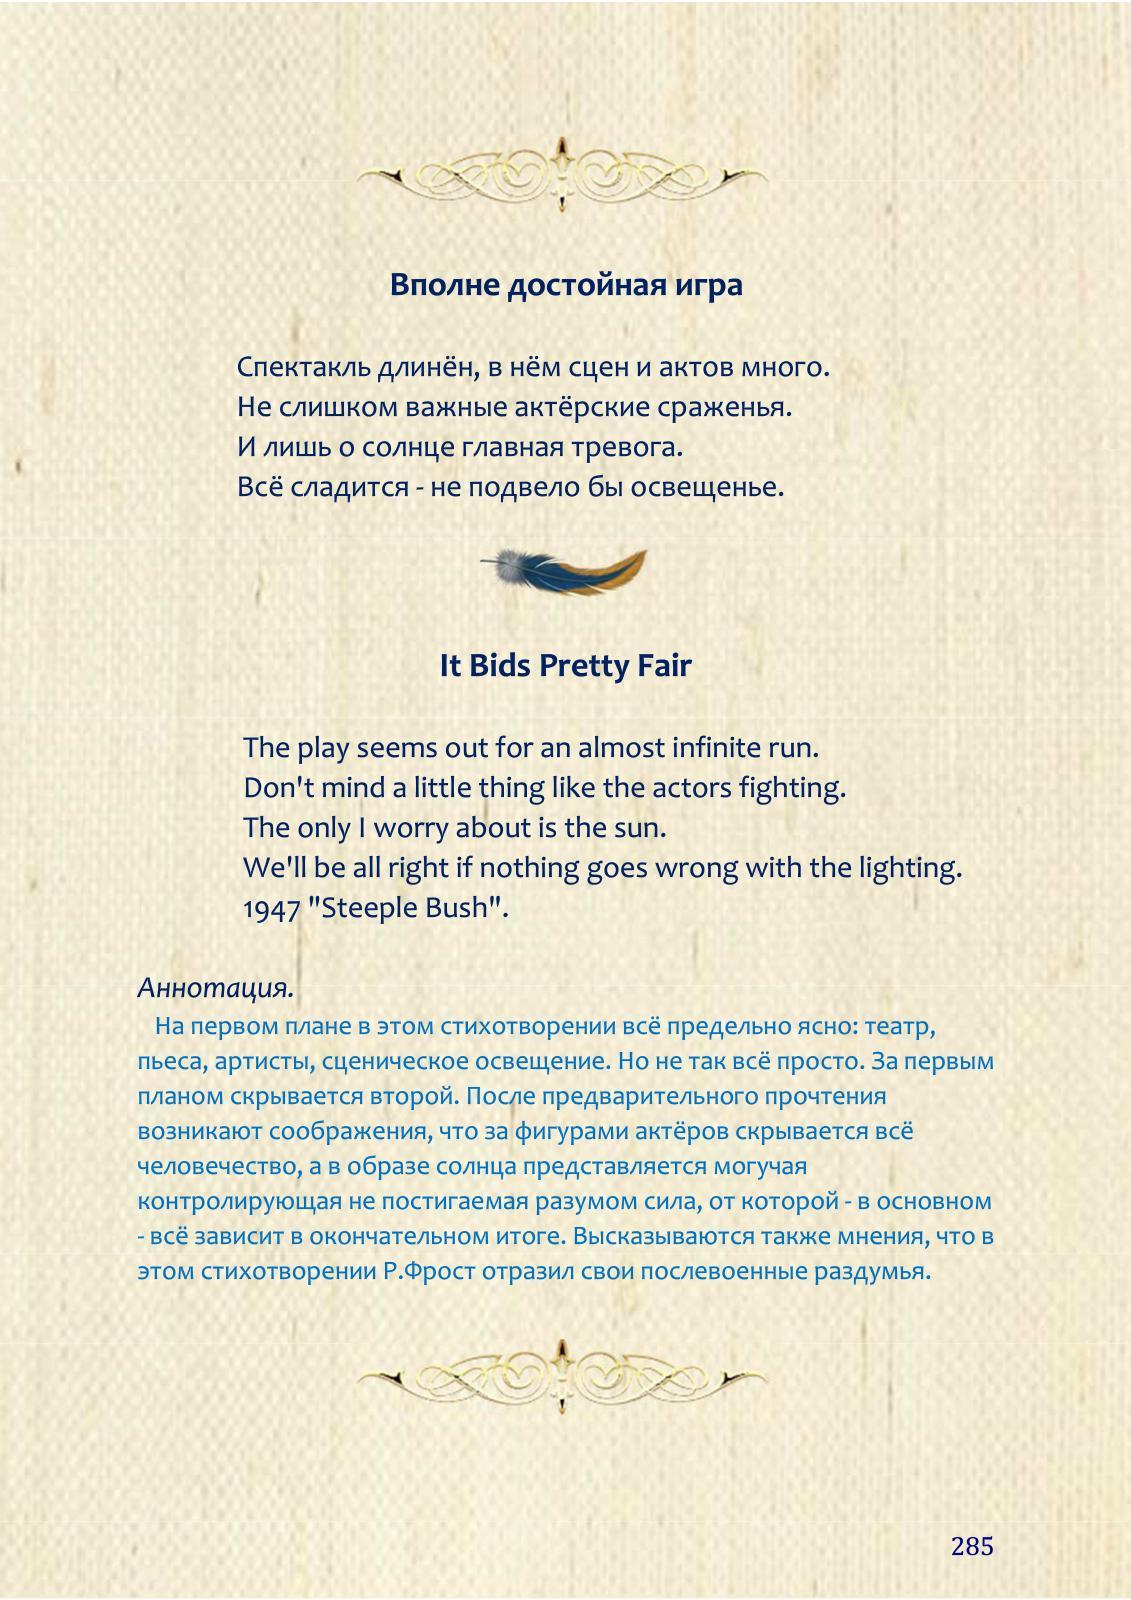 Вполне достойная игра
Спектакль длинён, в нём сцен и актов много.
Не слишком важные актёрские сраженья.
И лишь о солнце главная тревога.
Всё сладится - не подвело бы освещенье.
It Bids Pretty Fair
The play seems out for an almost infinite run.
Don't mind a little thing like the actors fighting.
The only I worry about is the sun.
We'll be all right if nothing goes wrong with the lighting.
1947 "Steeple Bush".
Аннотация.
На первом плане в этом стихотворении всё предельно ясно: театр,
пьеса, артисты, сценическое освещение. Но не так всё просто. За первым
планом скрывается второй. После предварительного прочтения
возникают соображения, что за фигурами актёров скрывается всё
человечество, а в образе солнца представляется могучая
контролирующая не постигаемая разумом сила, от которой - в основном
- всё зависит в окончательном итоге. Высказываются также мнения, что в
этом стихотворении Р.Фрост отразил свои послевоенные раздумья.
285